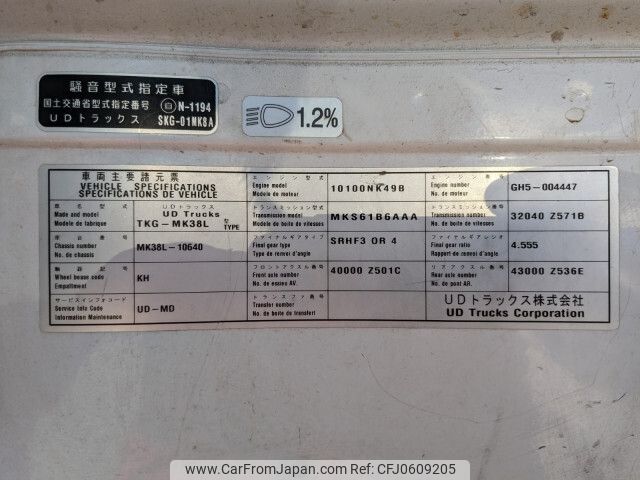 騒音型式指定車
国土交通省型式指定番号 自 N-1194
UDトラックス SKG-01MK8A
1.2%
車両主要諸元票
VEHICLE SPECIFICATIONS
SPECIFICATIONS DE VEHICLE
エンジン型式
Engine model
Modele de moteur
10100NK49B
エンジン番号
Engine number
No. de moteur
GH5-004447
車名型式
Made and model
Modele de fabrique
UDトラックス
UD Trucks
TKG-MK38L 型 TYPE
トランスミッション型式
Transmission model
Modele de boite de vitesses
MKS61B6AAA
トランスミッション番号
Transmission number
No. de boite de vitesses
32040 Z571B
車台番号
Chassis number
No. de chassis
MK38L-10640
ファイナルギアタイプ
Final gear type
Type de renvoi d'angle
SRHF3 OR 4
ファイナルギアレシオ
Final gear ratio
Rapport de renvoi d'angle
4.555
軸距記号
Wheel base code
Empattement
KH
フロントアクスル番号
Front axle number
No. de essieu AV.
40000 Z501C
リヤアクスル番号
Rear axle number
No. de pont AR.
43000 Z536E
サービスインフォコード
Service Info Code
Information Maintenance
UD-MD
トランスファ番号
Transfer number
No. de boite de transfert
UDトラックス株式会社
UD Trucks Corporation
画像 CarFromJapan © CarFromJapan (ID: CFJ0609205)